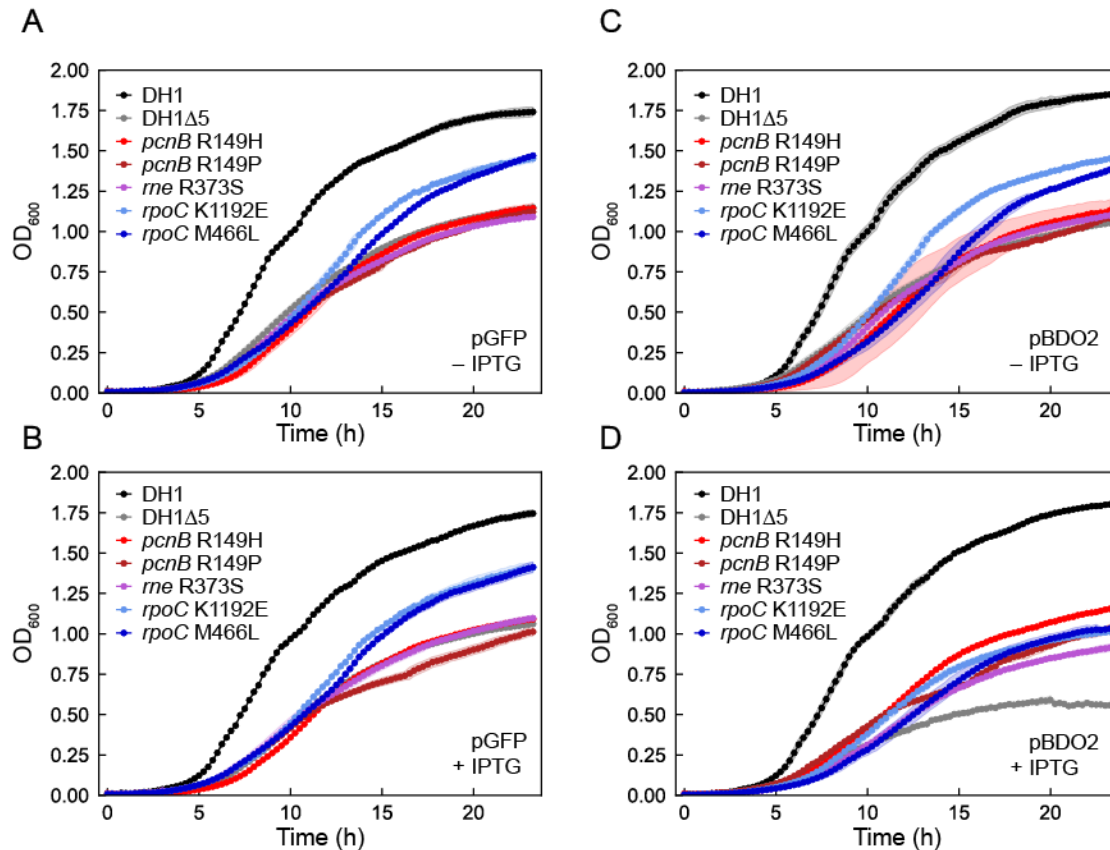 A
2.00
1.75
1.50
1.25
1.00
0.75
0.50
0.25
0.00
OD600
DH1
DH1Δ5
pcnB R149H
pcnB R149P
rne R373S
rpoC K1192E
rpoC M466L
pGFP
– IPTG
0 5 10 15 20
Time (h)
C
2.00
1.75
1.50
1.25
1.00
0.75
0.50
0.25
0.00
OD600
DH1
DH1Δ5
pcnB R149H
pcnB R149P
rne R373S
rpoC K1192E
rpoC M466L
pBDO2
– IPTG
0 5 10 15 20
Time (h)
B
2.00
1.75
1.50
1.25
1.00
0.75
0.50
0.25
0.00
OD600
DH1
DH1Δ5
pcnB R149H
pcnB R149P
rne R373S
rpoC K1192E
rpoC M466L
pGFP
+ IPTG
0 5 10 15 20
Time (h)
D
2.00
1.75
1.50
1.25
1.00
0.75
0.50
0.25
0.00
OD600
DH1
DH1Δ5
pcnB R149H
pcnB R149P
rne R373S
rpoC K1192E
rpoC M466L
pBDO2
+ IPTG
0 5 10 15 20
Time (h)